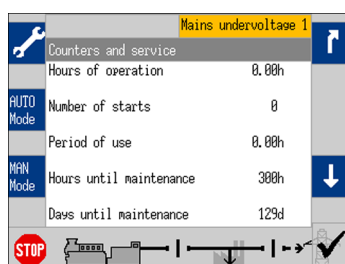 Mains undervoltage 1
Counters and service
Hours of operation 0.00h
AUTO Mode
Number of starts 0
Period of use 0.00h
MAN Mode
Hours until maintenance 300h
Days until maintenance 129d
STOP